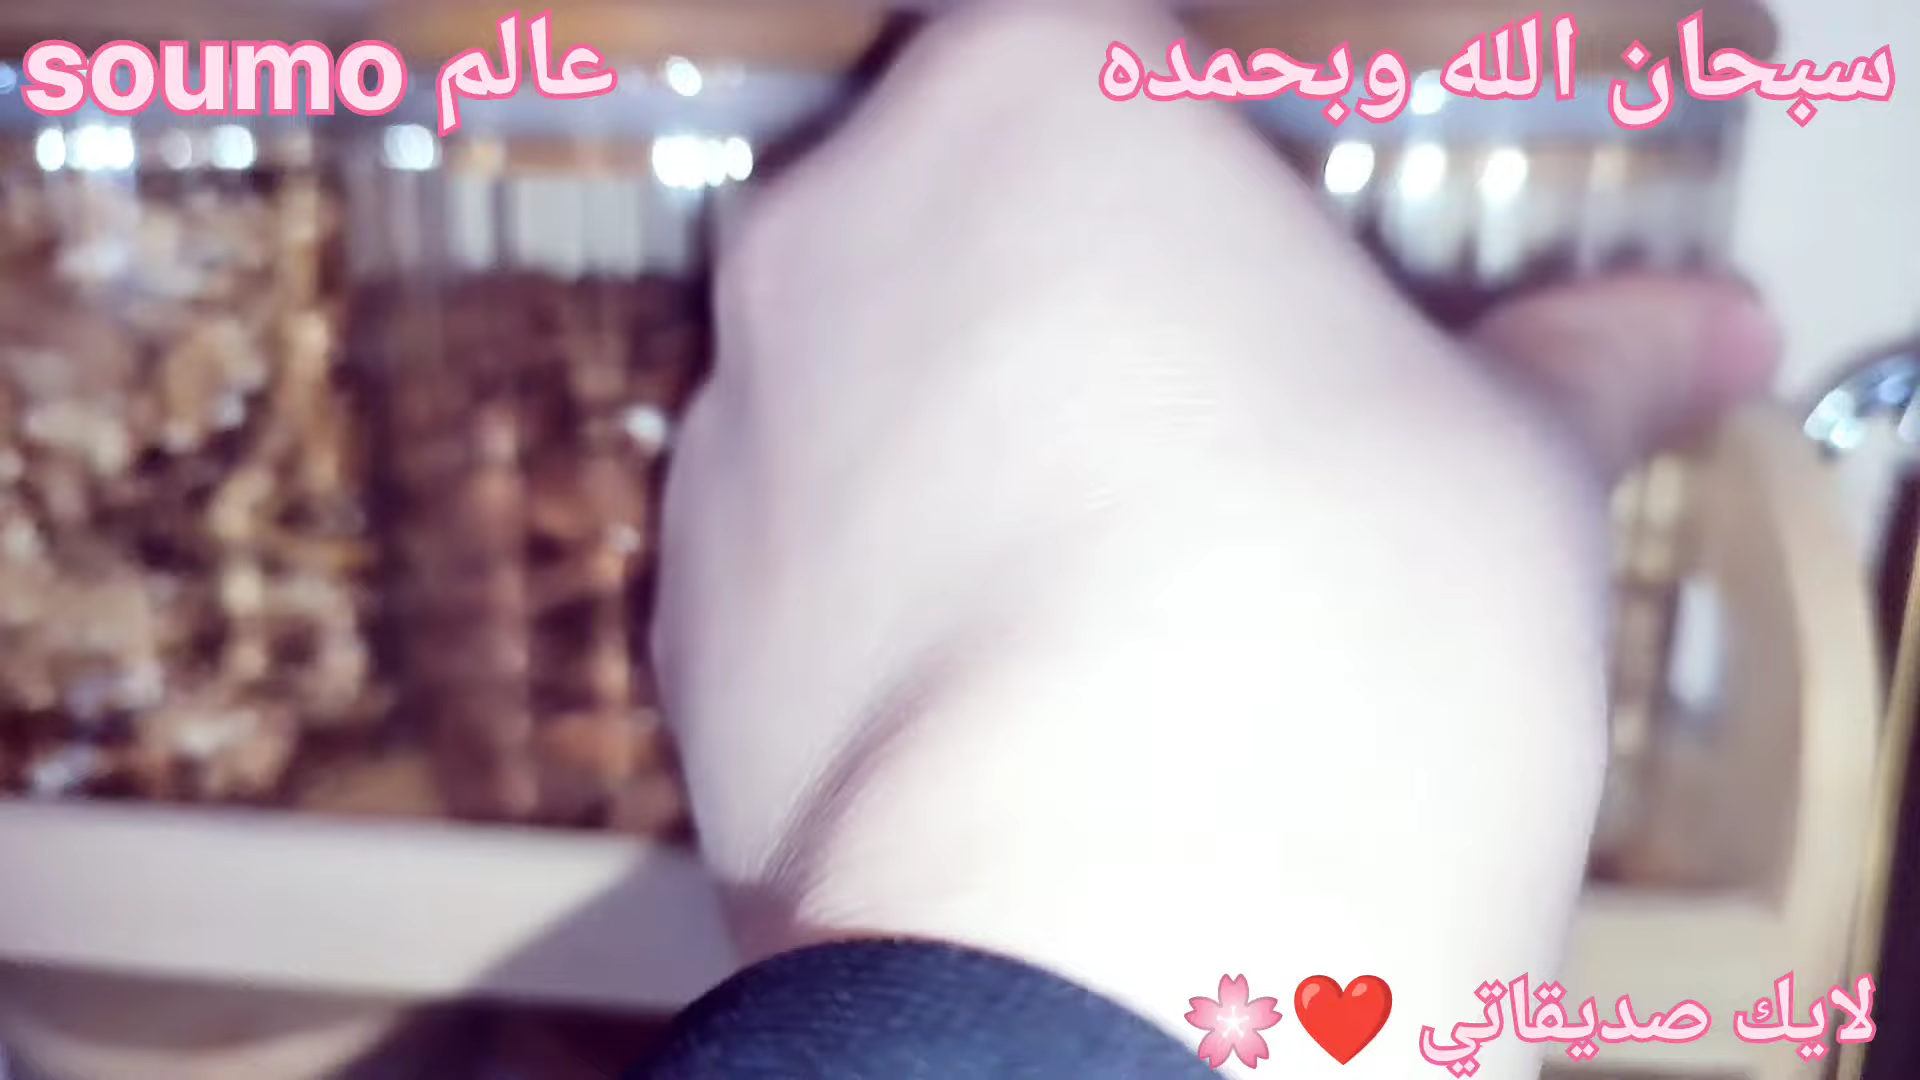 سبحان الله وبحمده
عالم soumo
لايك صديقاتي ❤️🌸